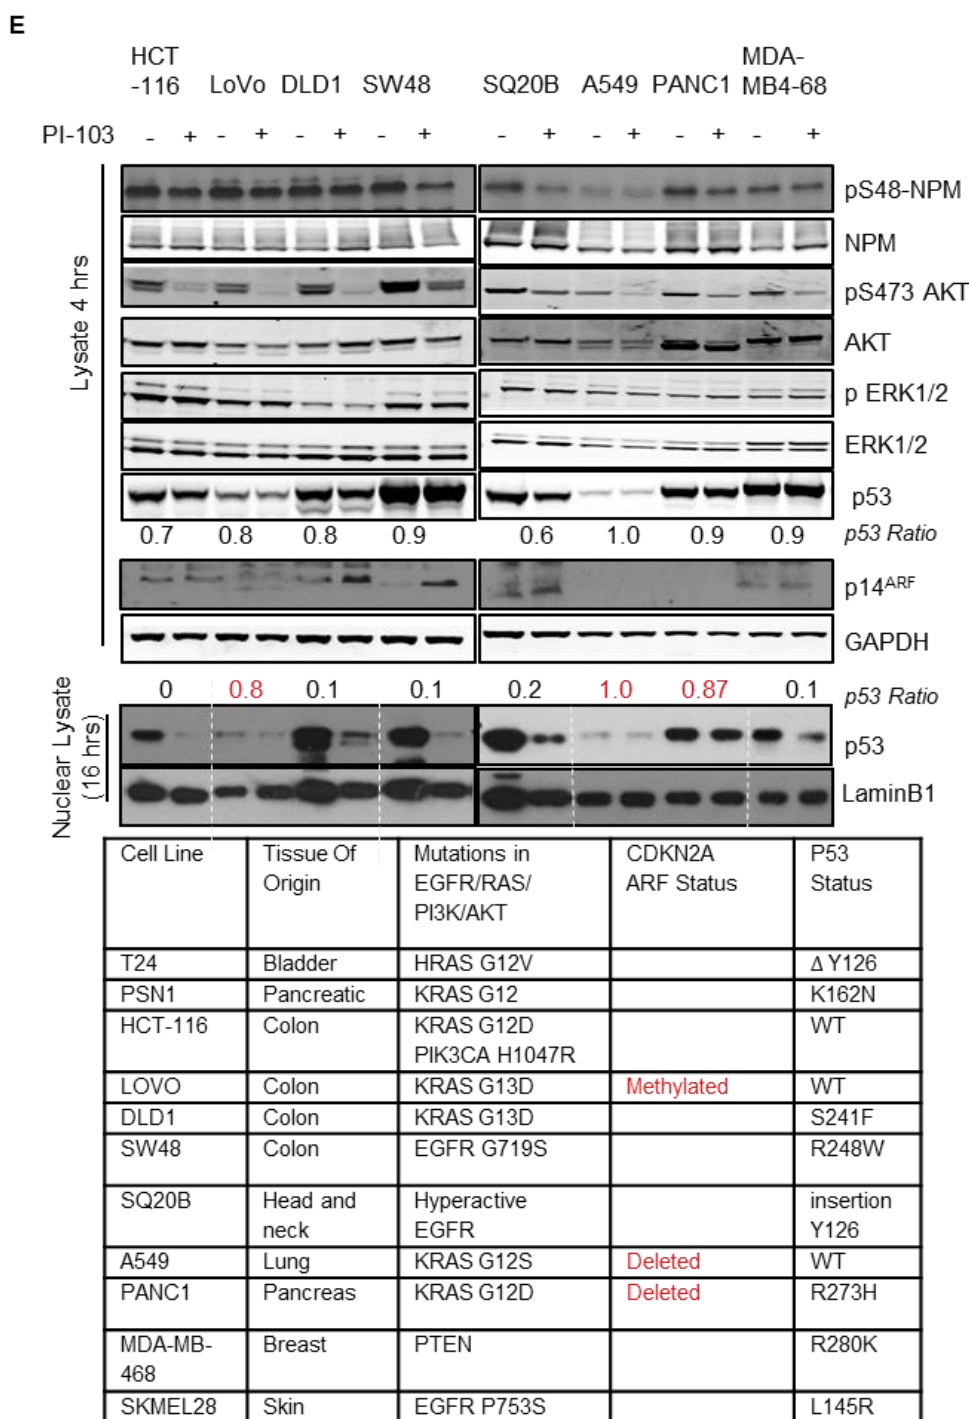 E
HCT
-116 LoVo DLD1 SW48 SQ20B A549 PANC1 MDA-
MB4-68
PI-103 - + - + - + - + - + - + - + - +
Lysate 4 hrs
pS48-NPM
NPM
pS473 AKT
AKT
p ERK1/2
ERK1/2
p53
0.7 0.8 0.8 0.9 0.6 1.0 0.9 0.9 p53 Ratio
p14ARF
GAPDH
0 0.8 0.1 0.1 0.2 1.0 0.87 0.1 p53 Ratio
Nuclear Lysate
(16 hrs)
p53
LaminB1
Cell Line Tissue Of Mutations in CDKN2A P53
Origin EGFR/RAS/ ARF Status Status
PI3K/AKT
T24 Bladder HRAS G12V Δ Y126
PSN1 Pancreatic KRAS G12 K162N
HCT-116 Colon KRAS G12D WT
PIK3CA H1047R
LOVO Colon KRAS G13D Methylated WT
DLD1 Colon KRAS G13D S241F
SW48 Colon EGFR G719S R248W
SQ20B Head and Hyperactive insertion
neck EGFR Y126
A549 Lung KRAS G12S Deleted WT
PANC1 Pancreas KRAS G12D Deleted R273H
MDA-MB- Breast PTEN R280K
468
SKMEL28 Skin EGFR P753S L145R